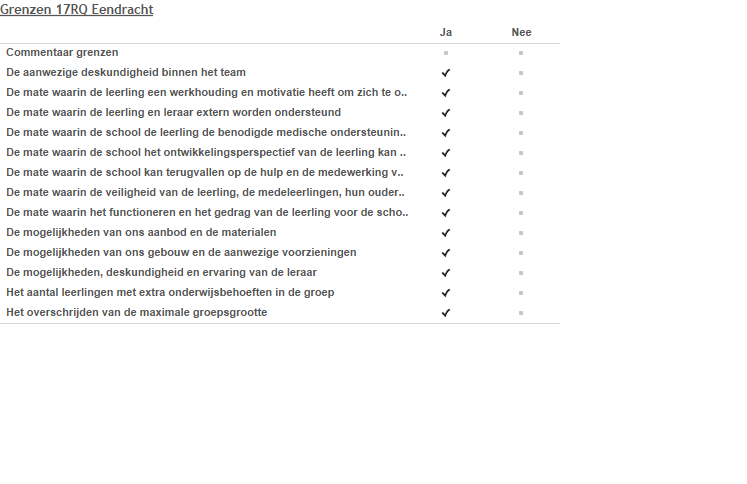 Grenzen 17RQ Eendracht
Ja Nee
Commentaar grenzen
De aanwezige deskundigheid binnen het team
De mate waarin de leerling een werkhouding en motivatie heeft om zich te o..
De mate waarin de leerling en leraar extern worden ondersteund
De mate waarin de school de leerling de benodigde medische ondersteunin..
De mate waarin de school het ontwikkelingsperspectief van de leerling kan ..
De mate waarin de school kan terugvallen op de hulp en de medewerking v..
De mate waarin de veiligheid van de leerling, de medeleerlingen, hun ouder..
De mate waarin het functioneren en het gedrag van de leerling voor de scho..
De mogelijkheden van ons aanbod en de materialen
De mogelijkheden van ons gebouw en de aanwezige voorzieningen
De mogelijkheden, deskundigheid en ervaring van de leraar
Het aantal leerlingen met extra onderwijsbehoeften in de groep
Het overschrijden van de maximale groepsgrootte